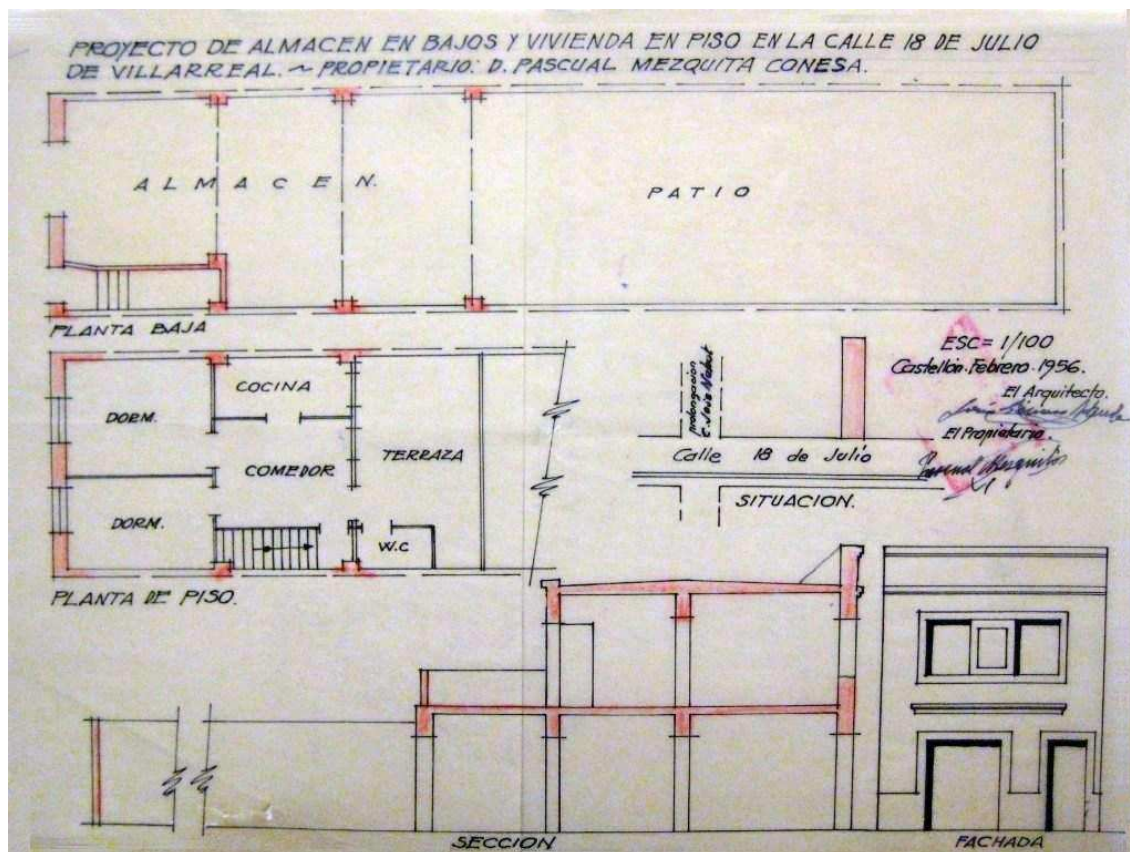 PROYECTO DE ALMACEN EN BAJOS Y VIVIENDA EN PISO EN LA CALLE 18 DE JULIO
DE VILLARREAL. ~ PROPIETARIO: D. PASCUAL MEZQUITA CONESA.
ALMACEN.
PATIO
PLANTA BAJA
COCINA
DORM.
COMEDOR
TERRAZA
DORM.
W.C
PLANTA DE PISO.
prolongacion
Calle 18 de Julio
SITUACION.
ESC= 1/100
Castellón-Febrero-1956.
El Arquitecto.
El Propietario.
SECCION
FACHADA